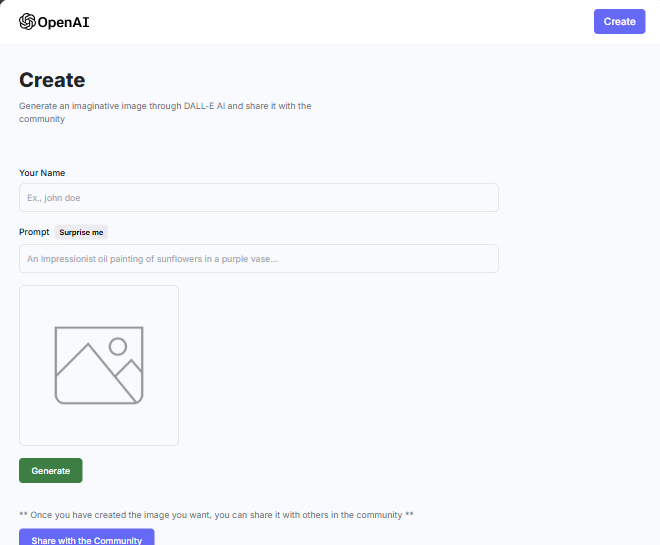 OpenAI
Create
Create
Generate an imaginative image through DALL-E AI and share it with the
community
Your Name
Ex., john doe
Prompt Surprise me
An Impressionist oil painting of sunflowers in a purple vase...
Generate
** Once you have created the image you want, you can share it with others in the community **
Share with the Community